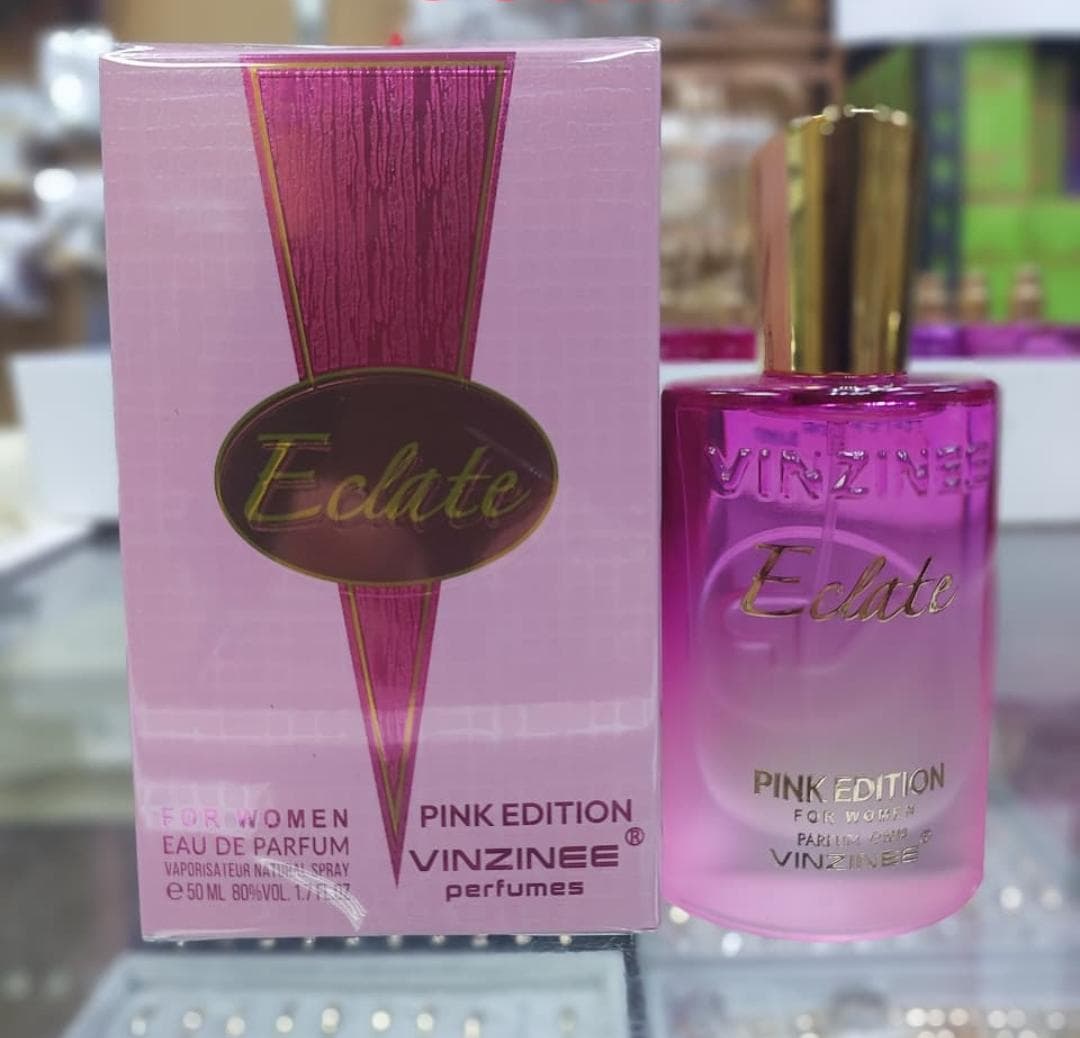 Eclate
FOR WOMEN
EAU DE PARFUM
VAPORISATEUR NATURAL SPRAY
℮ 50 ML 80%VOL. 1.7 FL.OZ
PINK EDITION
VINZINEE®
perfumes
VINZINEE
Eclate
PINK EDITION
FOR WOMEN
PARFUM
VINZINEE®